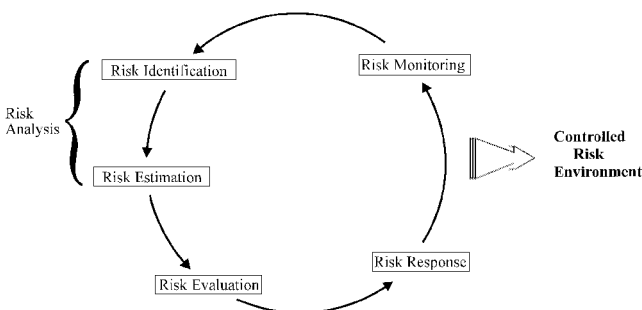 Risk Identification
Risk Monitoring
Risk
Analysis
Controlled
Risk
Environment
Risk Estimation
Risk Response
Risk Evaluation